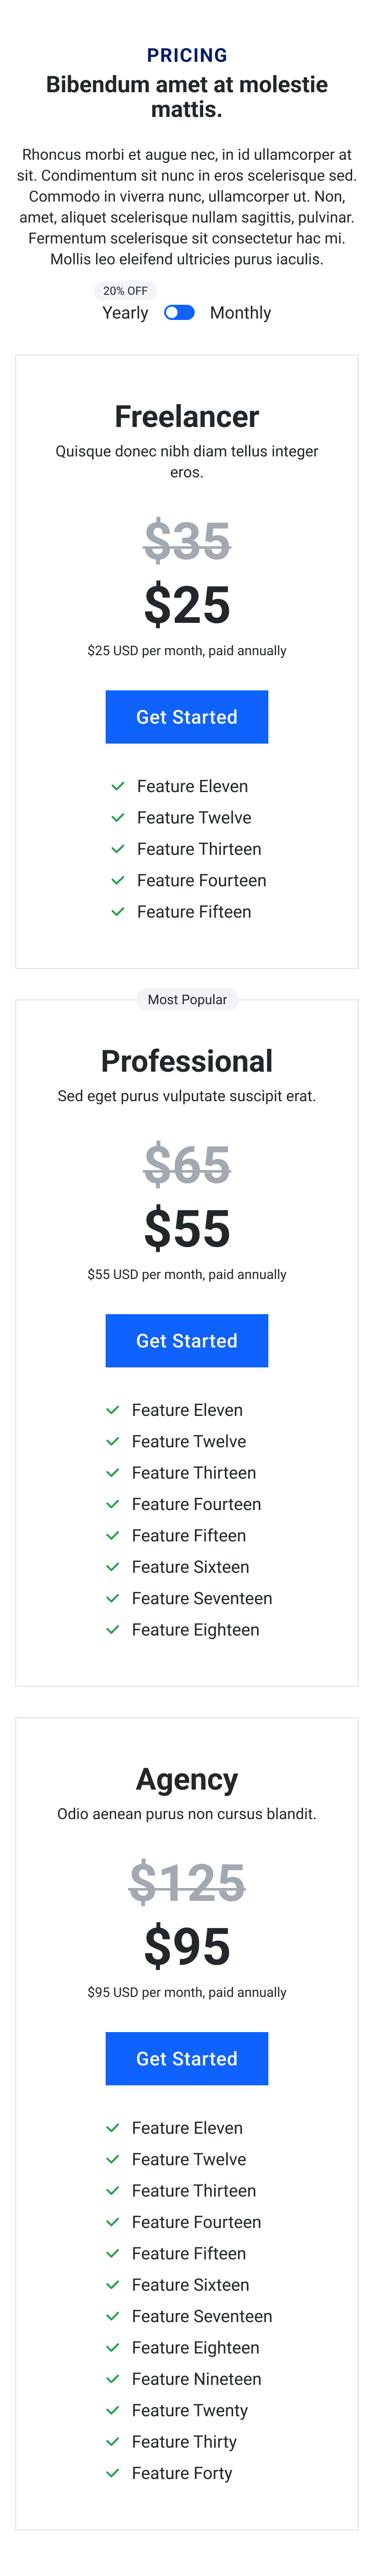 PRICING
Bibendum amet at molestie
mattis.
Rhoncus morbi et augue nec, in id ullamcorper at
sit. Condimentum sit nunc in eros scelerisque sed.
Commodo in viverra nunc, ullamcorper ut. Non,
amet, aliquet scelerisque nullam sagittis, pulvinar.
Fermentum scelerisque sit consectetur hac mi.
Mollis leo eleifend ultricies purus iaculis.
20% OFF
Yearly Monthly
Freelancer
Quisque donec nibh diam tellus integer
eros.
$35
$25
$25 USD per month, paid annually
Get Started
Feature Eleven
Feature Twelve
Feature Thirteen
Feature Fourteen
Feature Fifteen
Most Popular
Professional
Sed eget purus vulputate suscipit erat.
$65
$55
$55 USD per month, paid annually
Get Started
Feature Eleven
Feature Twelve
Feature Thirteen
Feature Fourteen
Feature Fifteen
Feature Sixteen
Feature Seventeen
Feature Eighteen
Agency
Odio aenean purus non cursus blandit.
$125
$95
$95 USD per month, paid annually
Get Started
Feature Eleven
Feature Twelve
Feature Thirteen
Feature Fourteen
Feature Fifteen
Feature Sixteen
Feature Seventeen
Feature Eighteen
Feature Nineteen
Feature Twenty
Feature Thirty
Feature Forty